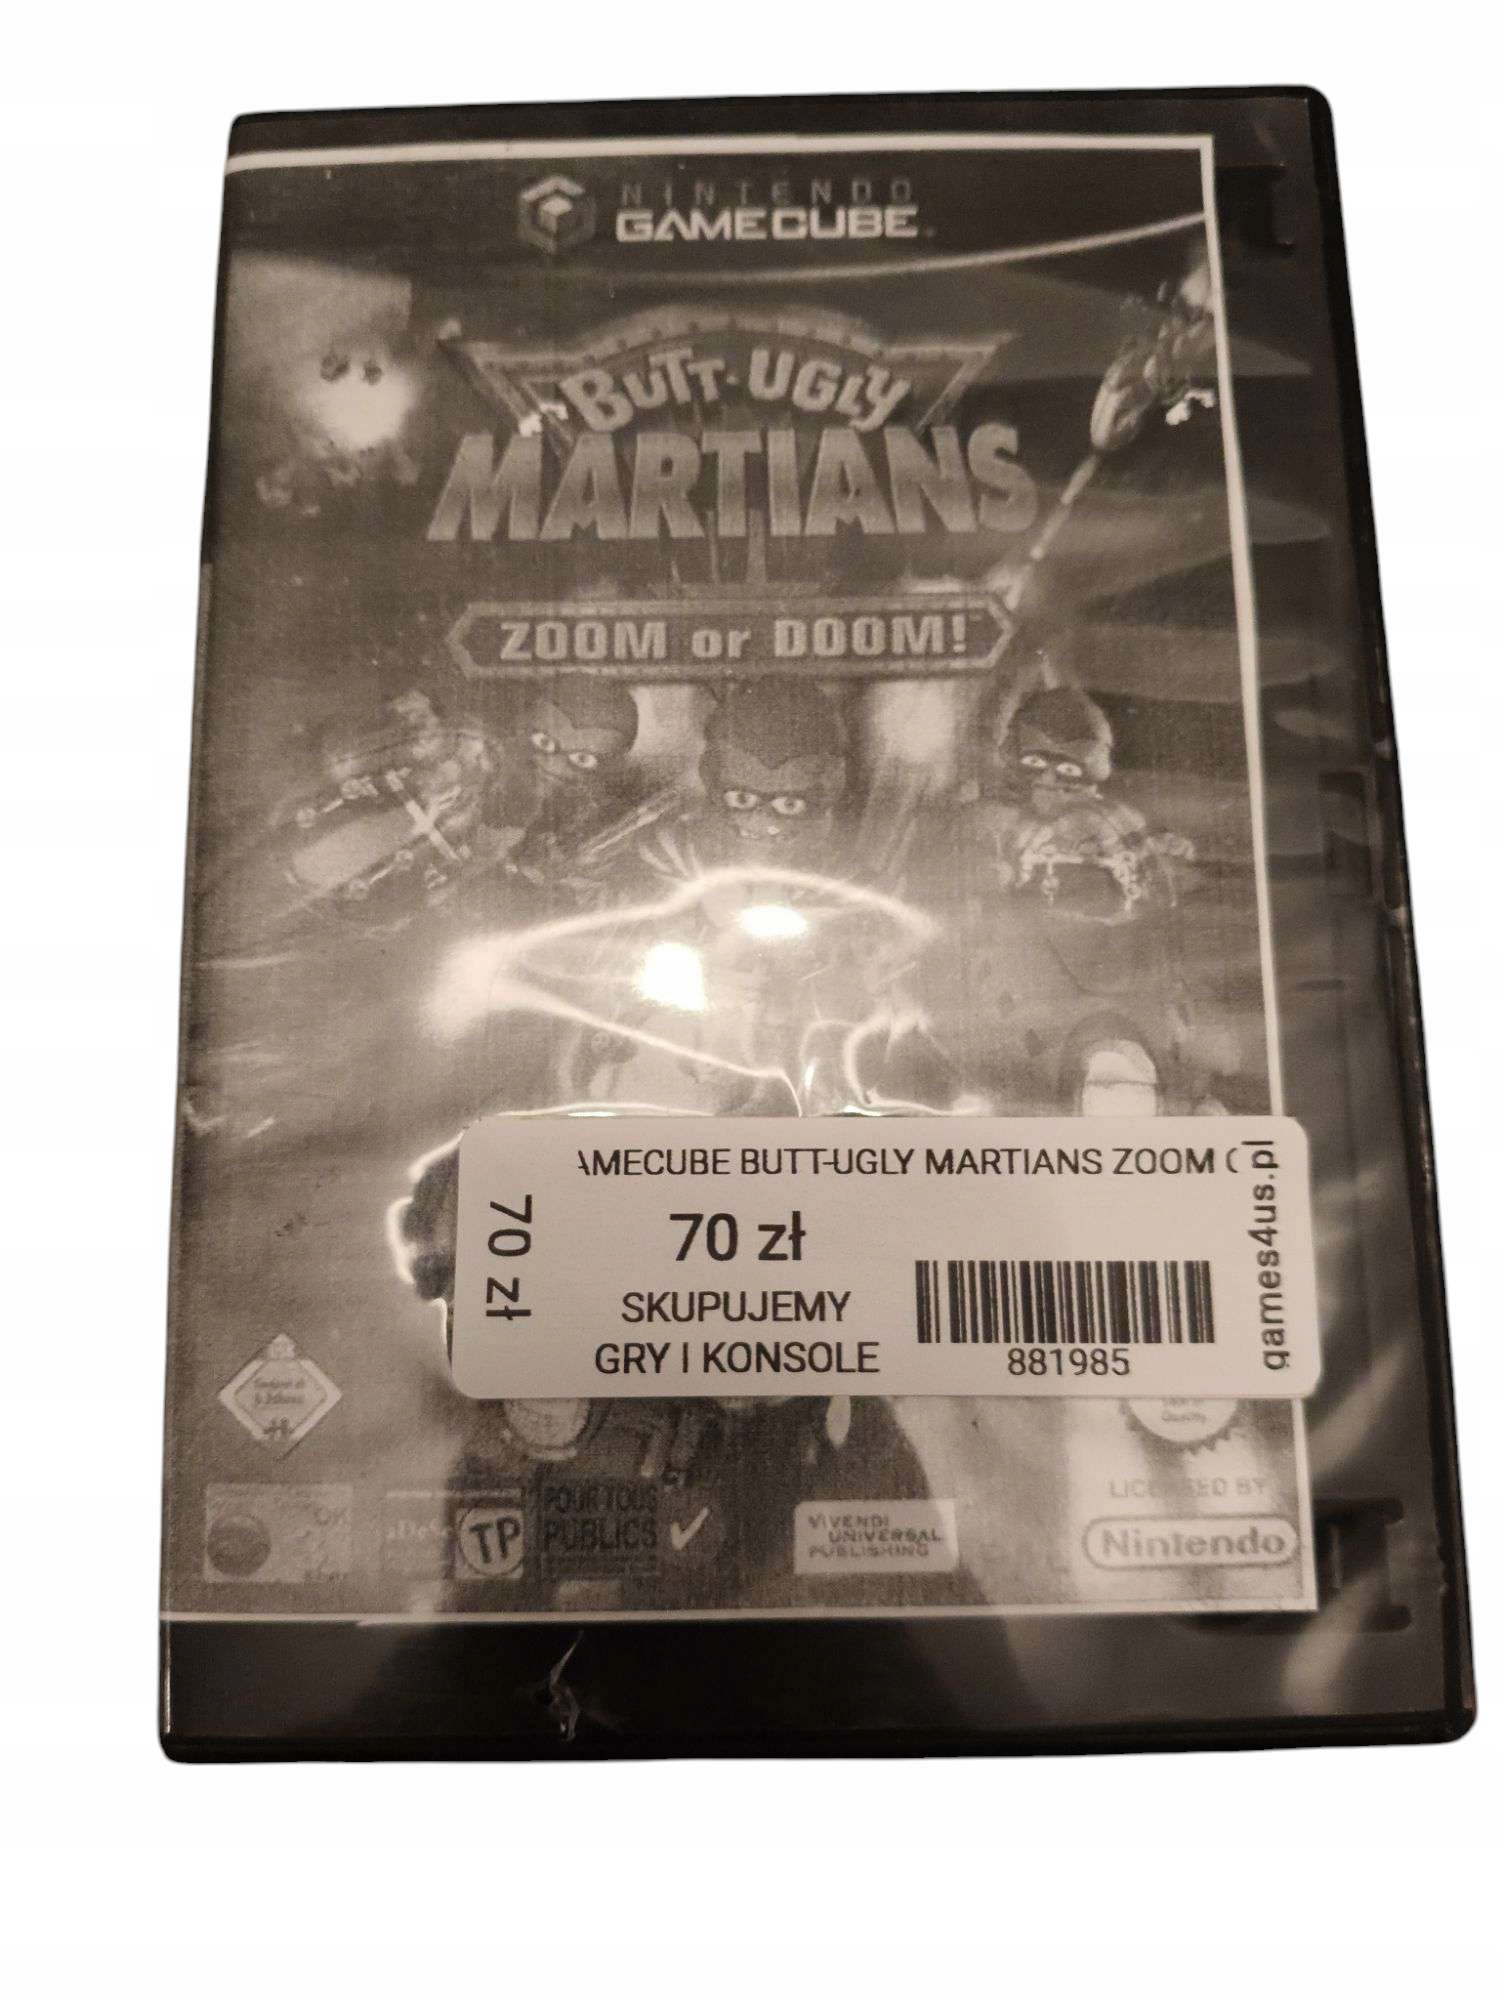 NINTENDO
GAMECUBE
BUTT-UGLY
MARTIANS
ZOOM or DOOM!
AMECUBE BUTT-UGLY MARTIANS ZOOM
70 zł
70 zł
SKUPUJEMY
GRY I KONSOLE
881985
games4us.pl
Quality
LICENSED BY
Nintendo
TP
POUR TOUS
PUBLICS
VIVENDI
UNIVERSAL
PUBLISHING